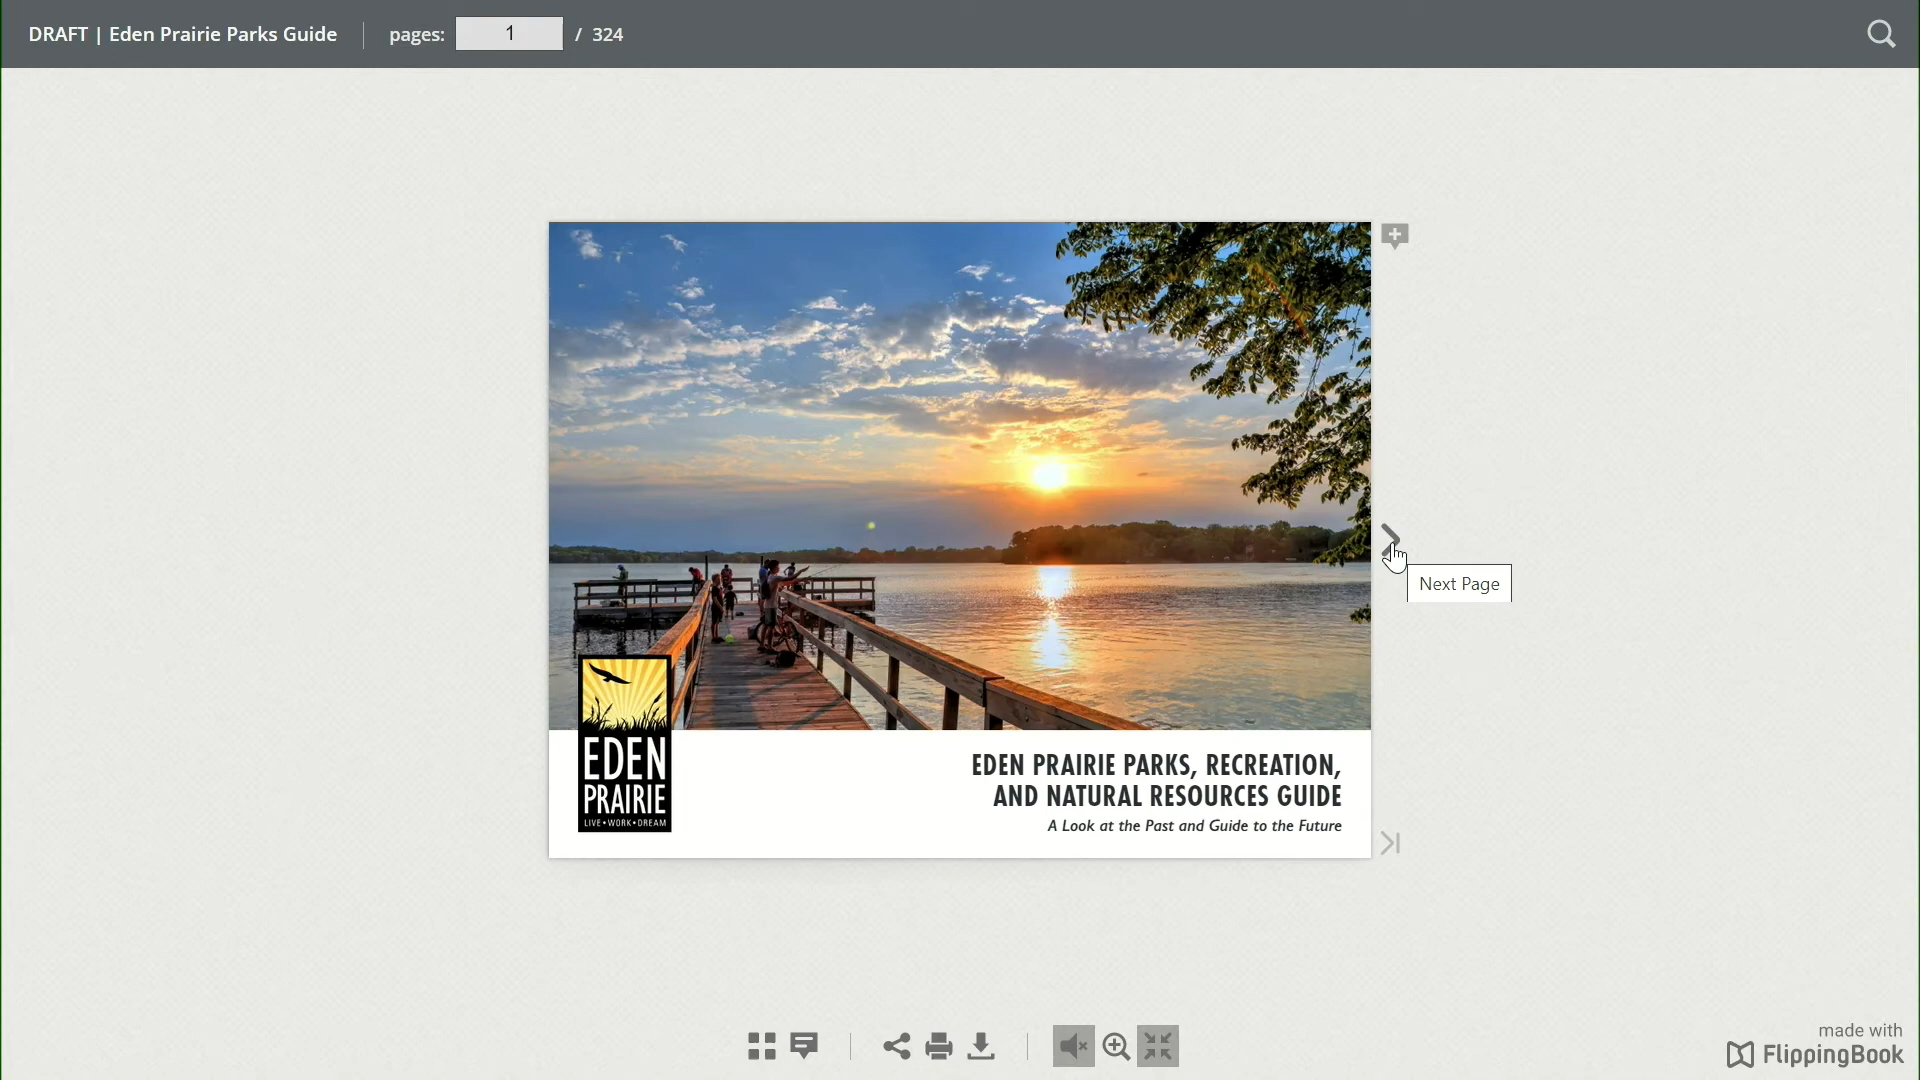 DRAFT | Eden Prairie Parks Guide
pages: 1 / 324
Next Page
EDEN
PRAIRIE
LIVE•WORK•DREAM
EDEN PRAIRIE PARKS, RECREATION,
AND NATURAL RESOURCES GUIDE
A Look at the Past and Guide to the Future
made with
FlippingBook